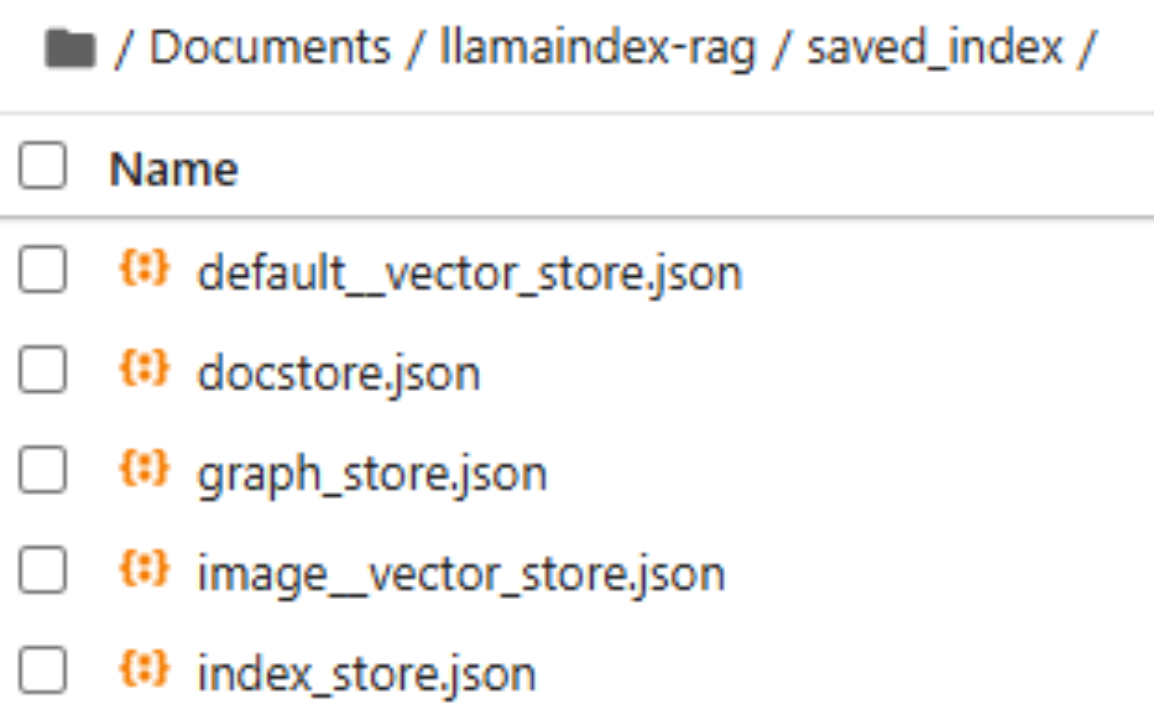 / Documents / llamaindex-rag / saved_index /
Name
default__vector_store.json
docstore.json
graph_store.json
image__vector_store.json
index_store.json